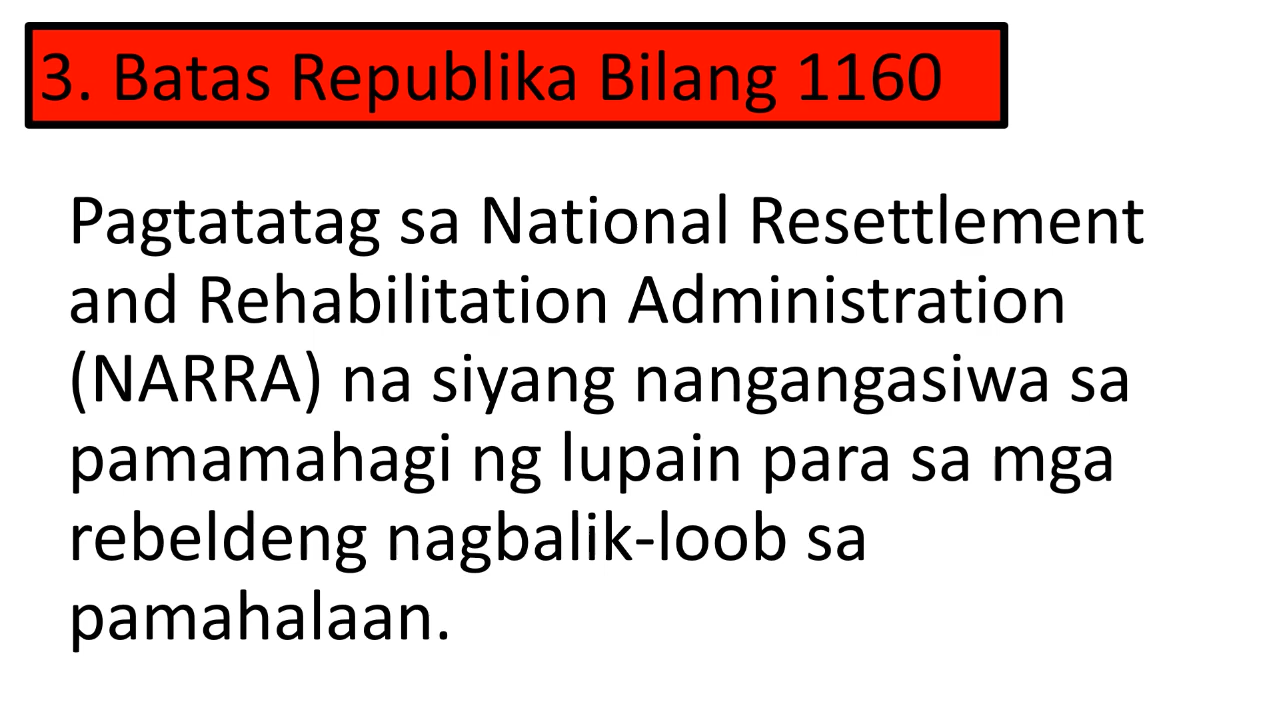 3. Batas Republika Bilang 1160
Pagtatatag sa National Resettlement
and Rehabilitation Administration
(NARRA) na siyang nangangasiwa sa
pamamahagi ng lupain para sa mga
rebeldeng nagbalik-loob sa
pamahalaan.